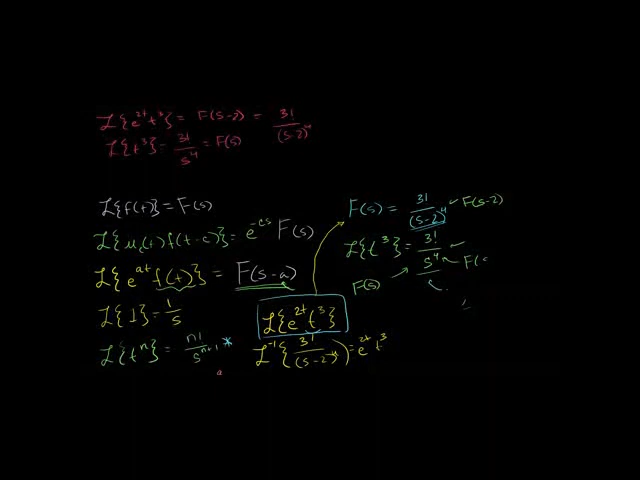 ℒ{e^{2t} t^3} = F(s-2) = 3!/(s-2)^4
ℒ{t^3} = 3!/s^4 = F(s)
ℒ{f(t)} = F(s)
ℒ{u_c(t) f(t-c)} = e^{-cs} F(s)
ℒ{e^{at} f(t)} = F(s-a)
ℒ{1} = 1/s
ℒ{t^n} = n!/s^{n+1} *
a
F(s) = 3!/(s-2)^4 F(s-2)
ℒ{t^3} = 3!/s^4 F(
F(s)
ℒ{e^{2t} t^3}
ℒ^{-1}{3!/(s-2)^4} = e^{2t} t^3